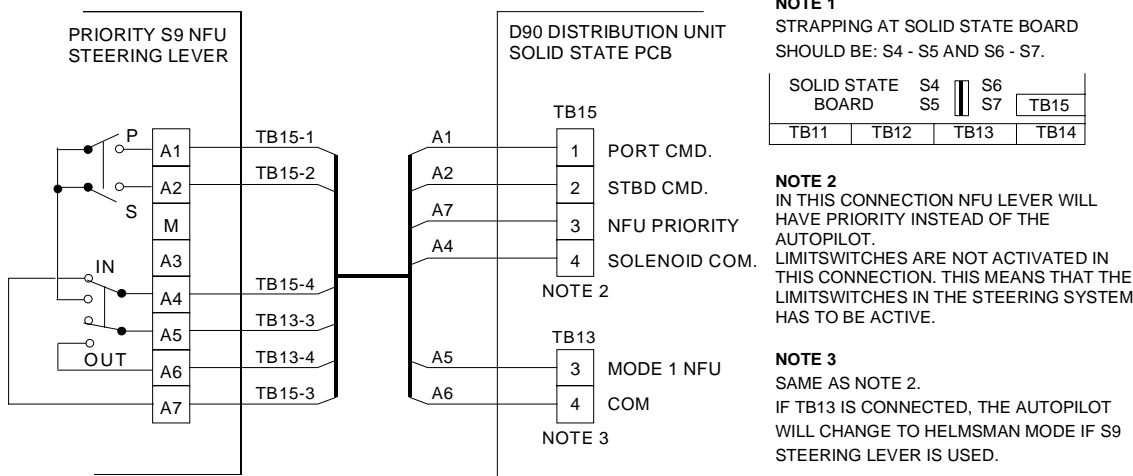 PRIORITY S9 NFU
STEERING LEVER
P
S
IN
OUT
A1
A2
M
A3
A4
A5
A6
A7
TB15-1
TB15-2
TB15-4
TB13-3
TB13-4
TB15-3
D90 DISTRIBUTION UNIT
SOLID STATE PCB
TB15
A1 1 PORT CMD.
A2 2 STBD CMD.
A7 3 NFU PRIORITY
A4 4 SOLENOID COM.
NOTE 2
TB13
A5 3 MODE 1 NFU
A6 4 COM
NOTE 3
NOTE 1
STRAPPING AT SOLID STATE BOARD
SHOULD BE: S4 - S5 AND S6 - S7.
SOLID STATE S4 S6
BOARD S5 S7 TB15
TB11 TB12 TB13 TB14
NOTE 2
IN THIS CONNECTION NFU LEVER WILL
HAVE PRIORITY INSTEAD OF THE
AUTOPILOT.
LIMITSWITCHES ARE NOT ACTIVATED IN
THIS CONNECTION. THIS MEANS THAT THE
LIMITSWITCHES IN THE STEERING SYSTEM
HAS TO BE ACTIVE.
NOTE 3
SAME AS NOTE 2.
IF TB13 IS CONNECTED, THE AUTOPILOT
WILL CHANGE TO HELMSMAN MODE IF S9
STEERING LEVER IS USED.